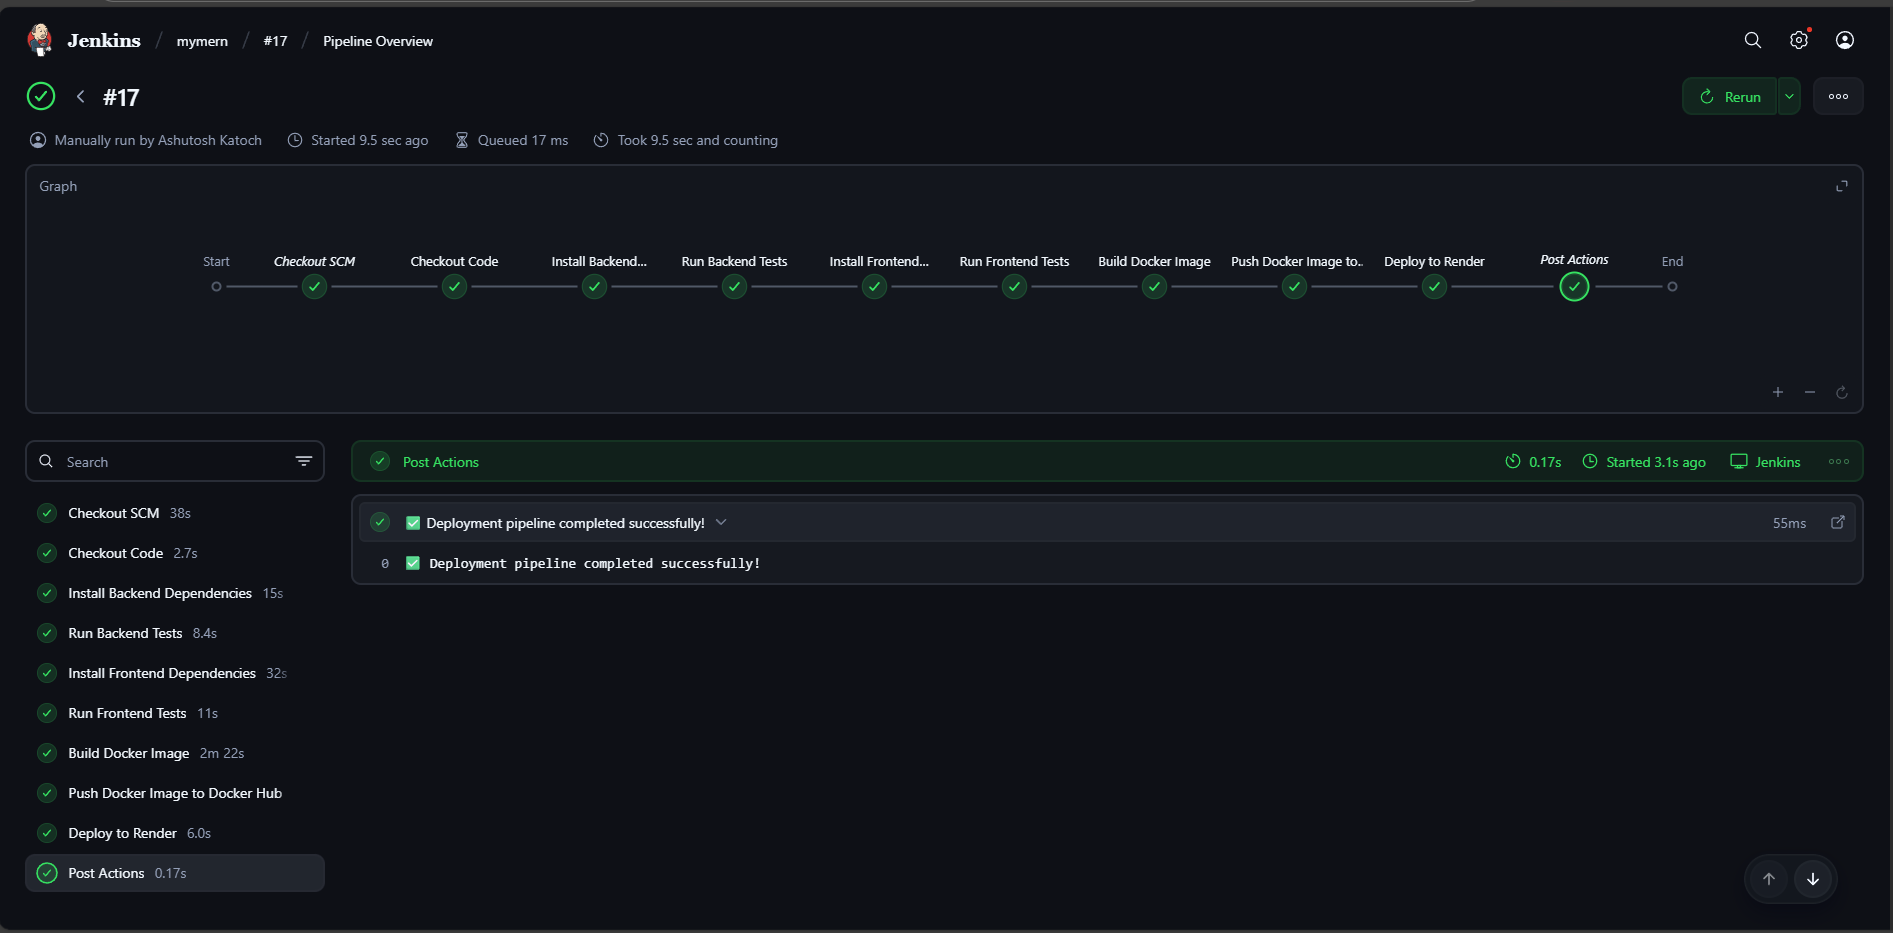 Jenkins / mymern / #17 / Pipeline Overview
#17
Rerun
Manually run by Ashutosh Katoch Started 9.5 sec ago Queued 17 ms Took 9.5 sec and counting
Graph
Start Checkout SCM Checkout Code Install Backend... Run Backend Tests Install Frontend... Run Frontend Tests Build Docker Image Push Docker Image to.. Deploy to Render Post Actions End
Search
Checkout SCM 38s
Checkout Code 2.7s
Install Backend Dependencies 15s
Run Backend Tests 8.4s
Install Frontend Dependencies 32s
Run Frontend Tests 11s
Build Docker Image 2m 22s
Push Docker Image to Docker Hub
Deploy to Render 6.0s
Post Actions 0.17s
Post Actions 0.17s Started 3.1s ago Jenkins
✅ Deployment pipeline completed successfully! 55ms
0 ✅ Deployment pipeline completed successfully!